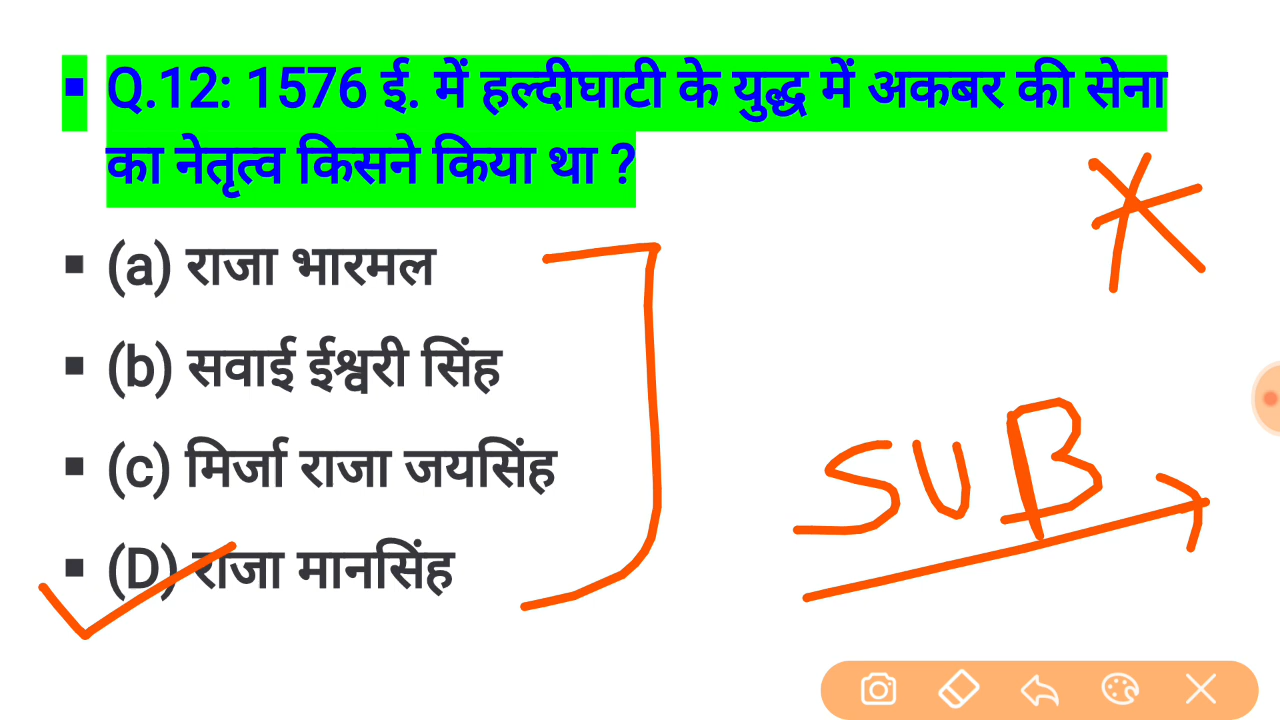 Q.12: 1576 ई. में हल्दीघाटी के युद्ध में अकबर की सेना
का नेतृत्व किसने किया था ?
(a) राजा भारमल
(b) सवाई ईश्वरी सिंह
(c) मिर्जा राजा जयसिंह
(D) राजा मानसिंह
SUB